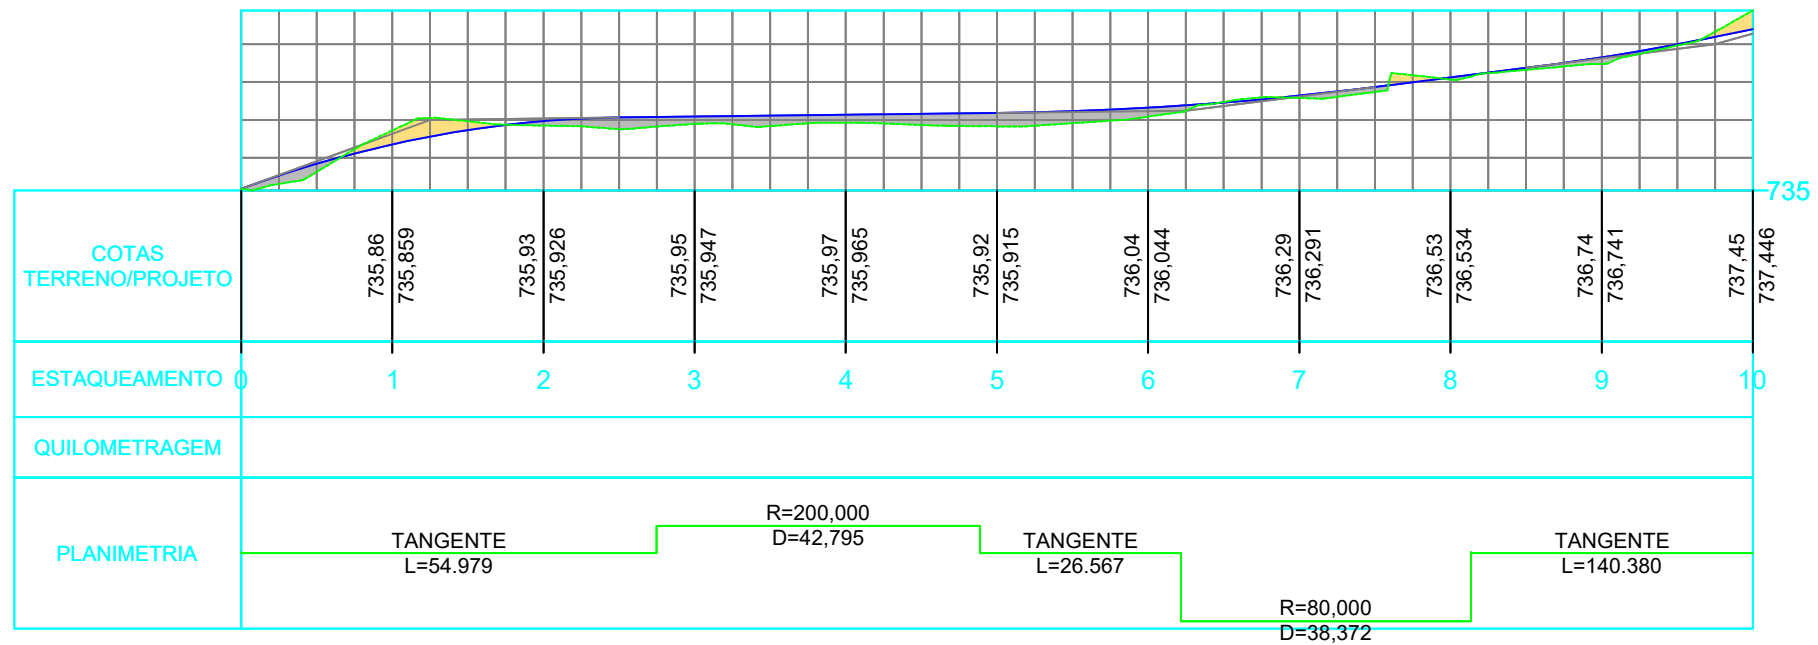 735
COTAS
TERRENO/PROJETO
735,86
735,859
735,93
735,926
735,95
735,947
735,97
735,965
735,92
735,915
736,04
736,044
736,29
736,291
736,53
736,534
736,74
736,741
737,45
737,446
ESTAQUEAMENTO
0 1 2 3 4 5 6 7 8 9 10
QUILOMETRAGEM
PLANIMETRIA
TANGENTE
L=54.979
R=200,000
D=42,795
TANGENTE
L=26.567
R=80,000
D=38,372
TANGENTE
L=140.380